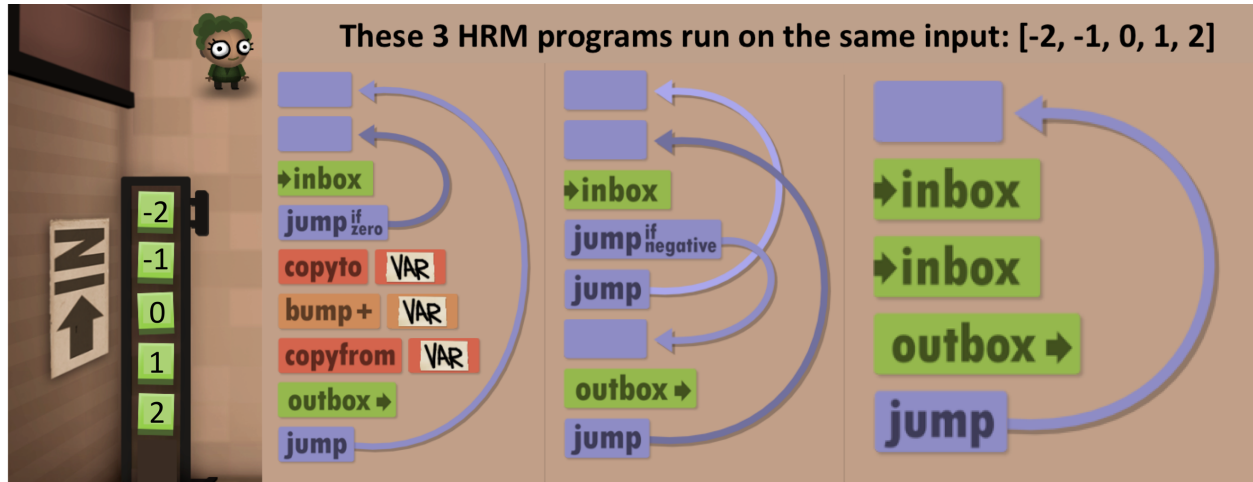 These 3 HRM programs run on the same input: [-2, -1, 0, 1, 2]
IN
-2
-1
0
1
2
inbox
jump if zero
copyto VAR
bump + VAR
copyfrom VAR
outbox
jump
inbox
jump if negative
jump
outbox
jump
inbox
inbox
outbox
jump